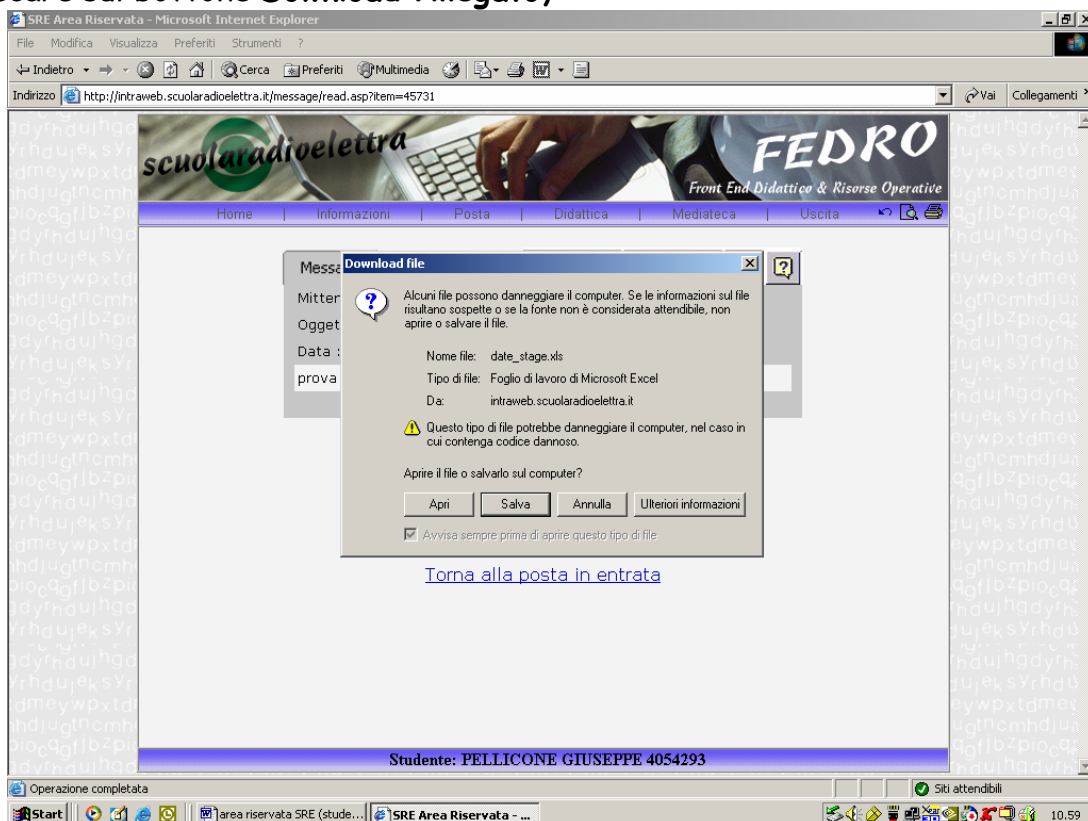 Download Allegato)
SRE Area Riservata - Microsoft Internet Explorer
File Modifica Visualizza Preferiti Strumenti ?
Indietro Cerca Preferiti Multimedia
Indirizzo http://intraweb.scuolaradioelettra.it/message/read.asp?item=45731 Vai Collegamenti
scuolaradioelettra
FEDRO
Front End Didattico & Risorse Operative
Home | Informazioni | Posta | Didattica | Mediateca | Uscita
Messa
Mitter
Ogget
Data :
prova
Download file
Alcuni file possono danneggiare il computer. Se le informazioni sul file
risultano sospette o se la fonte non è considerata attendibile, non
aprire o salvare il file.
Nome file: date_stage.xls
Tipo di file: Foglio di lavoro di Microsoft Excel
Da: intraweb.scuolaradioelettra.it
Questo tipo di file potrebbe danneggiare il computer, nel caso in
cui contenga codice dannoso.
Aprire il file o salvarlo sul computer?
Apri Salva Annulla Ulteriori informazioni
Avvisa sempre prima di aprire questo tipo di file
Torna alla posta in entrata
Studente: PELLICONE GIUSEPPE 4054293
Operazione completata Siti attendibili
Start area riservata SRE (stude... SRE Area Riservata - ... 10.59